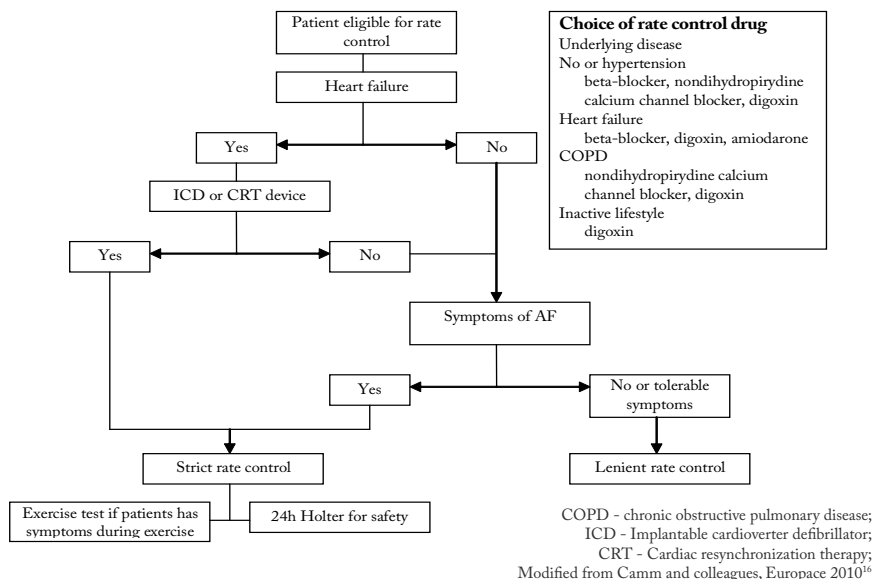 Patient eligible for rate
control
Heart failure
Yes
No
ICD or CRT device
Yes
No
Symptoms of AF
Yes
No or tolerable
symptoms
Strict rate control
Lenient rate control
Exercise test if patients has
symptoms during exercise
24h Holter for safety
Choice of rate control drug
Underlying disease
No or hypertension
beta-blocker, nondihydropirydine
calcium channel blocker, digoxin
Heart failure
beta-blocker, digoxin, amiodarone
COPD
nondihydropirydine calcium
channel blocker, digoxin
Inactive lifestyle
digoxin
COPD - chronic obstructive pulmonary disease;
ICD - Implantable cardioverter defibrillator;
CRT - Cardiac resynchronization therapy;
Modified from Camm and colleagues, Europace 2010¹⁶